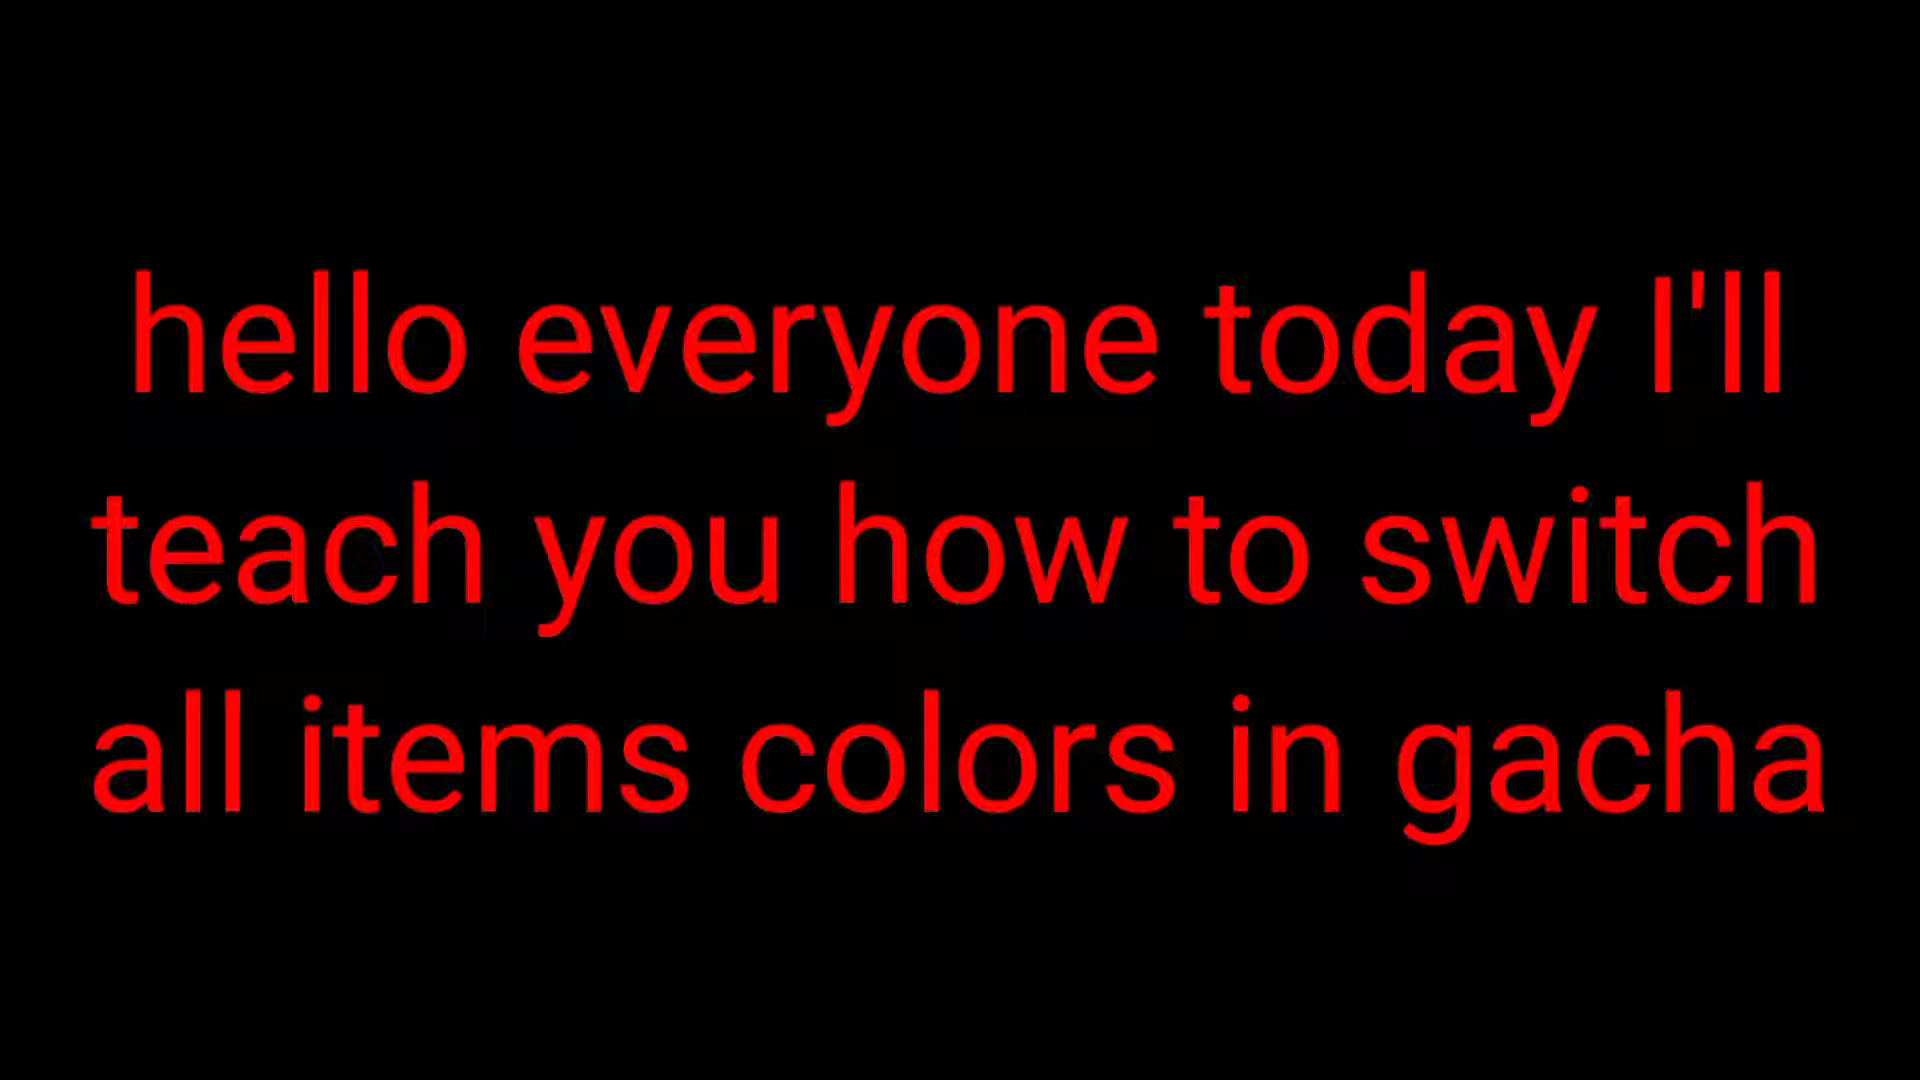 hello everyone today I'll
teach you how to switch
all items colors in gacha